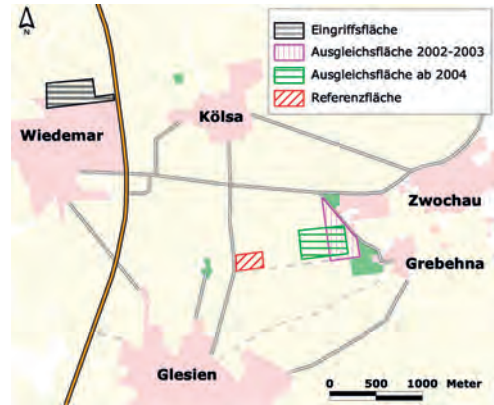 N
Eingriffsfläche
Ausgleichsfläche 2002-2003
Ausgleichsfläche ab 2004
Referenzfläche
Kölsa
Wiedemar
Zwochau
Grebehna
Glesien
0 500 1000 Meter